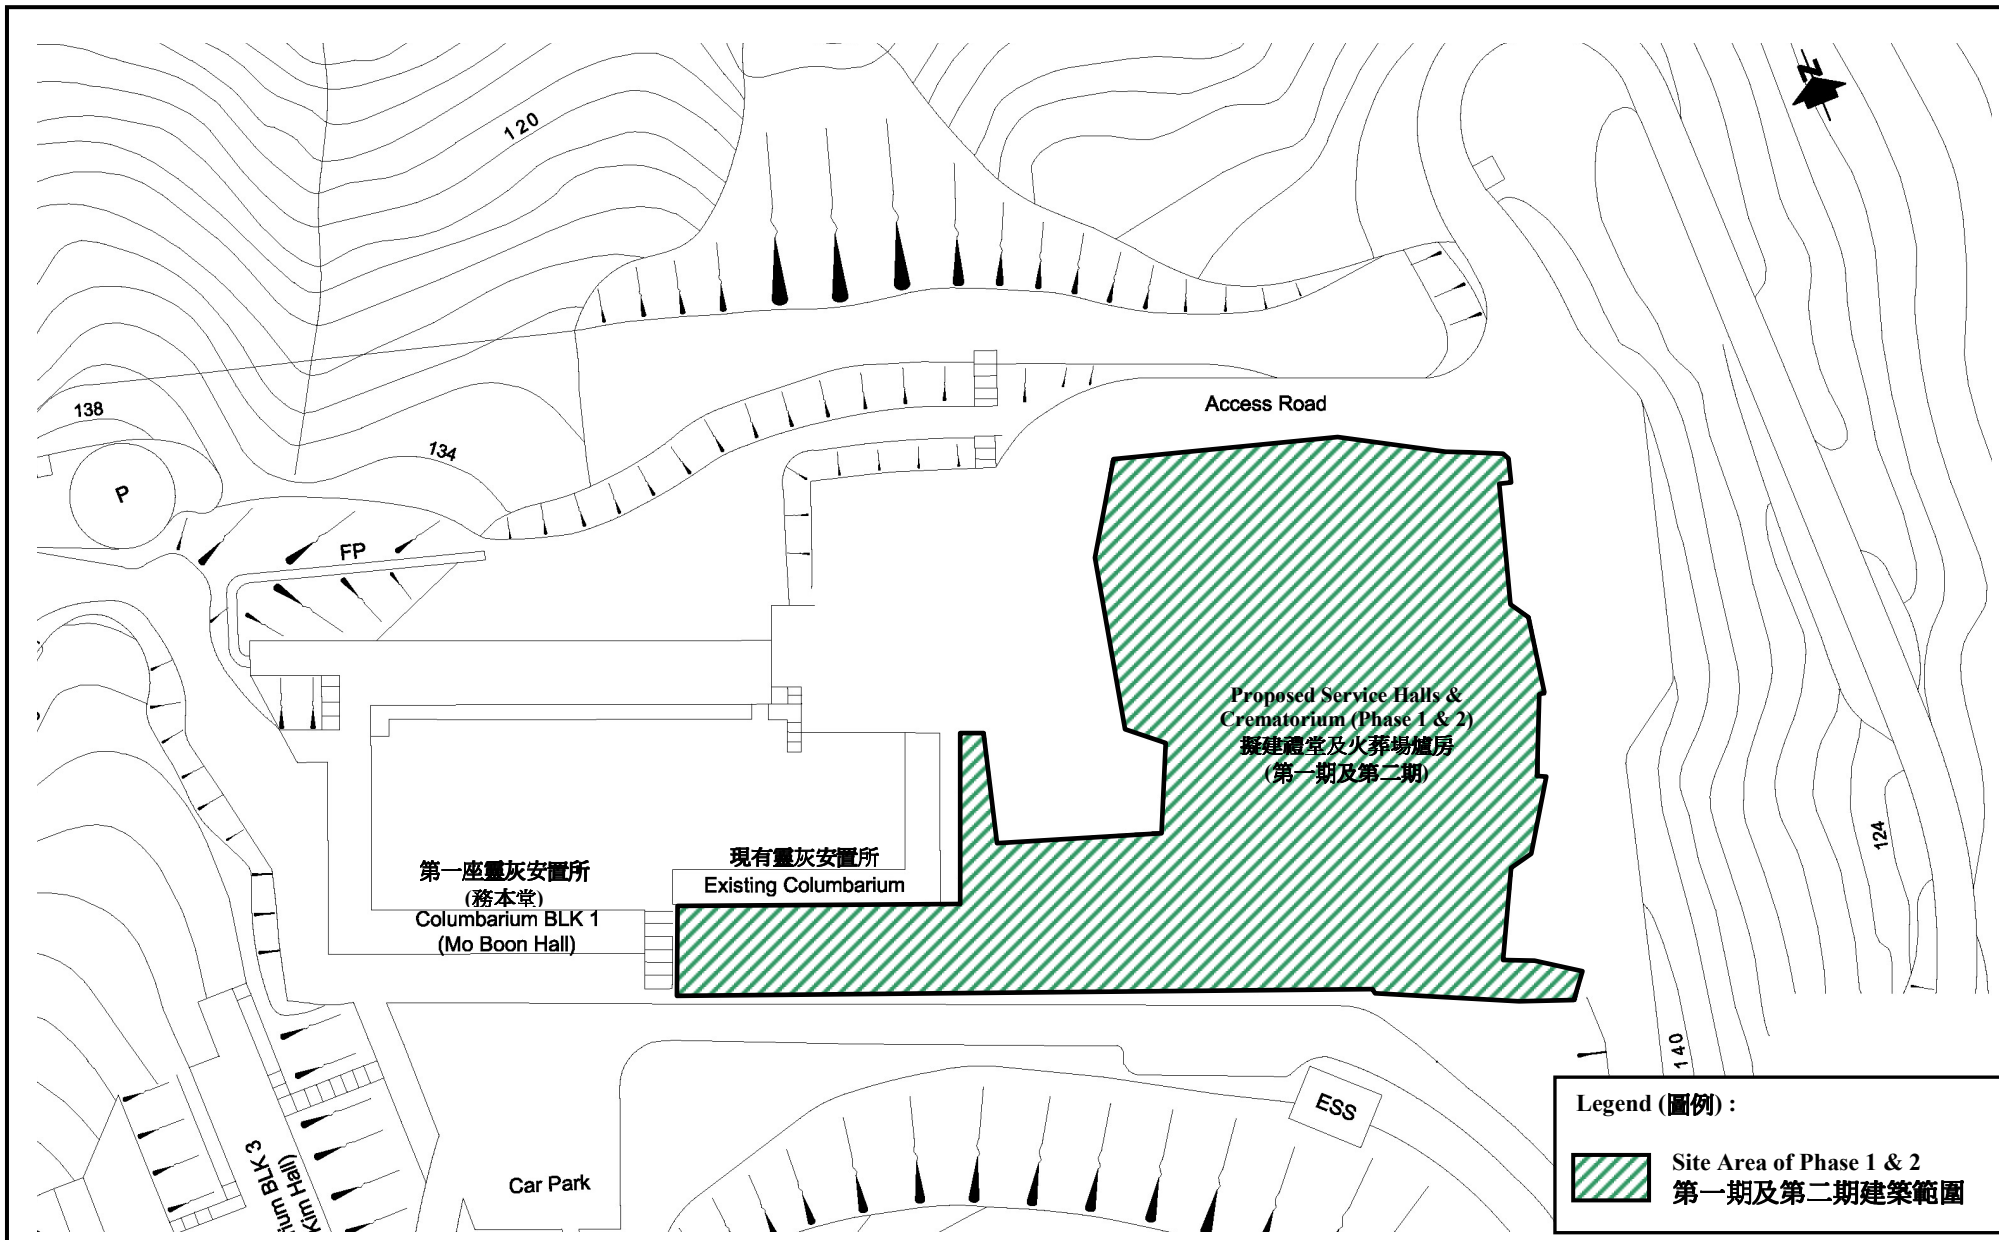 N
120
138
134
P
FP
Access Road
Proposed Service Halls &
Crematorium (Phase 1 & 2)
擬建禮堂及火葬場爐房
(第一期及第二期)
現有靈灰安置所
Existing Columbarium
第一座靈灰安置所
(務本堂)
Columbarium BLK 1
(Mo Boon Hall)
124
140
ESS
Car Park
BLK 3
Kim Hall)
Legend (圖例) :
Site Area of Phase 1 & 2
第一期及第二期建築範圍